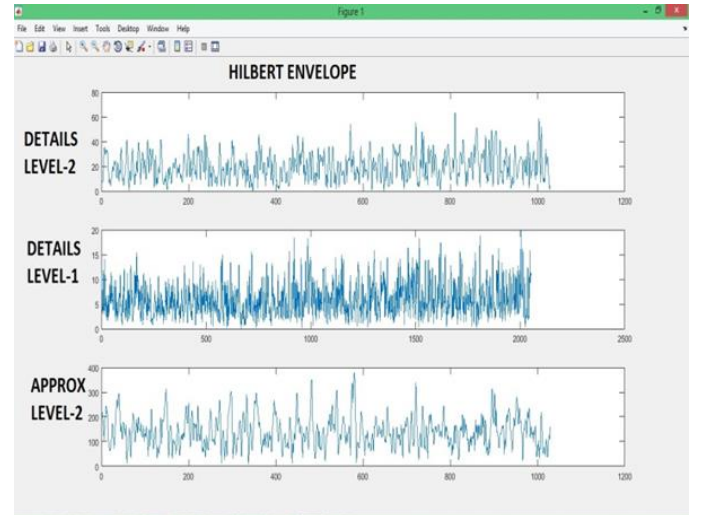 Figure 1
File Edit View Insert Tools Desktop Window Help
HILBERT ENVELOPE
DETAILS
LEVEL-2
80
60
40
20
0
0 200 400 600 800 1000 1200
DETAILS
LEVEL-1
20
15
10
5
0
0 500 1000 1500 2000 2500
APPROX
LEVEL-2
400
300
200
100
0
0 200 400 600 800 1000 1200